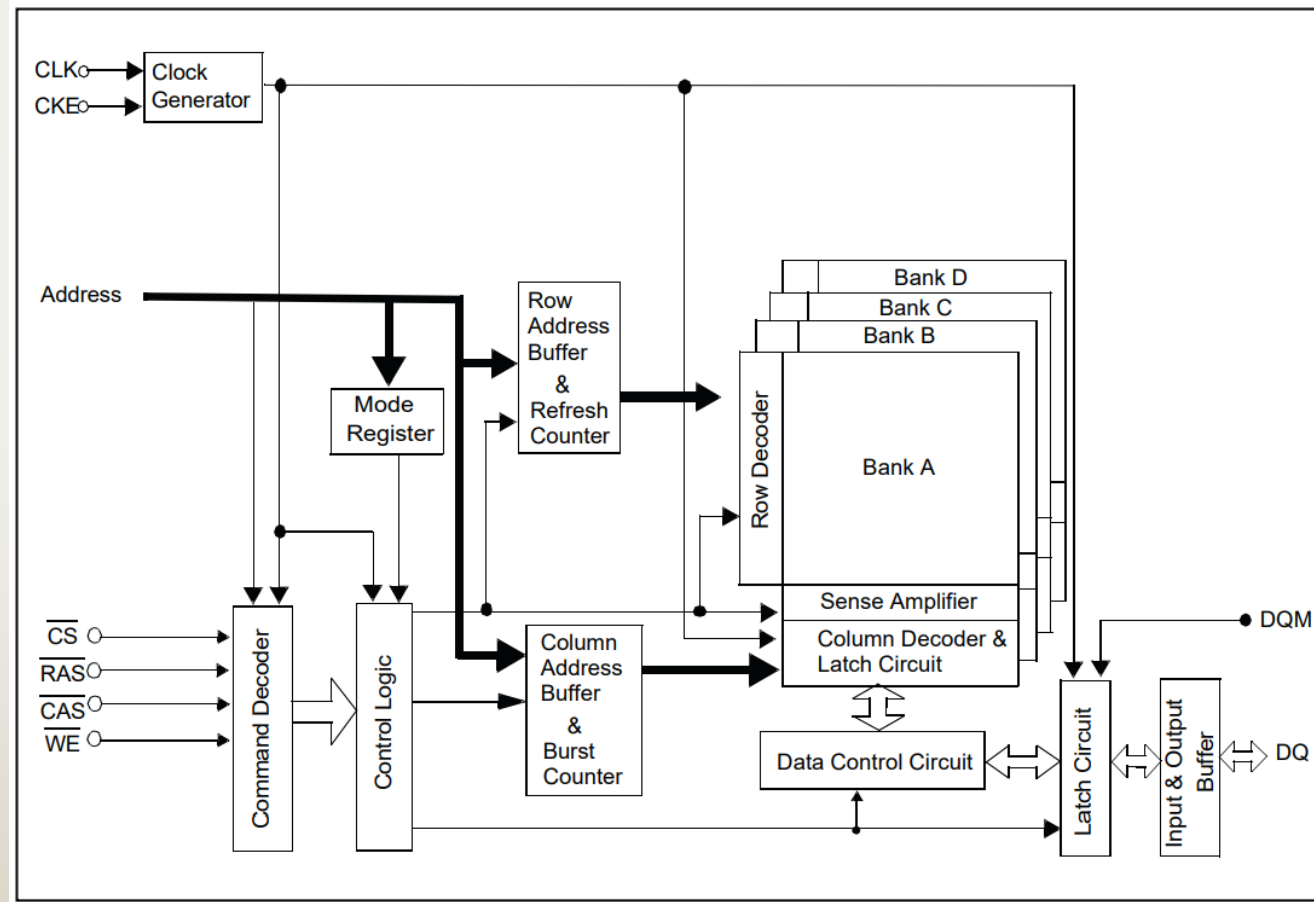 CLK
CKE
Clock
Generator
Address
Mode
Register
Row
Address
Buffer
&
Refresh
Counter
Bank D
Bank C
Bank B
Bank A
Row Decoder
Sense Amplifier
Column Decoder &
Latch Circuit
CS
RAS
CAS
WE
Command Decoder
Control Logic
Column
Address
Buffer
&
Burst
Counter
Data Control Circuit
Latch Circuit
Input & Output
Buffer
DQM
DQ